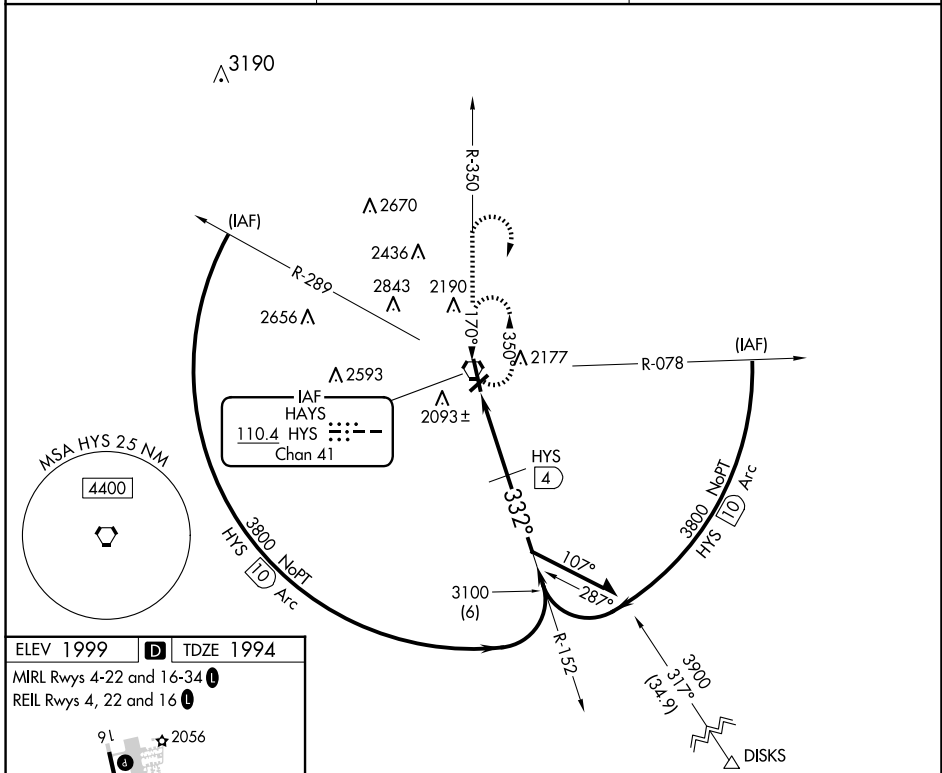 3190
R-350
(IAF)
2670
2436
R-289
2843
2190
2656
170°
350°
2177
R-078
(IAF)
2593
IAF
HAYS
110.4 HYS
Chan 41
2093±
MSA HYS 25 NM
4400
HYS
4
332°
3800 NoPT
HYS 10 Arc
3800 NoPT
HYS 10 Arc
107°
287°
3100
(6)
R-152
3900
317°
(34.9)
DISKS
ELEV 1999 D TDZE 1994
MIRL Rwys 4-22 and 16-34 L
REIL Rwys 4, 22 and 16 L
16
2056
P